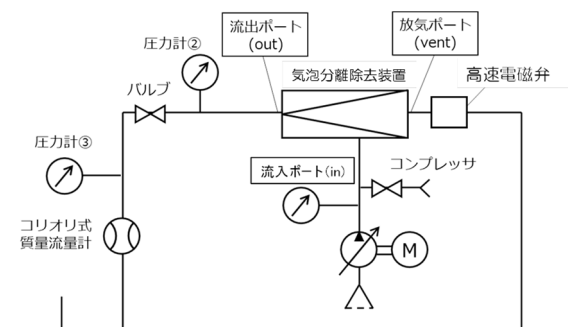 流出ポート
(out)
放気ポート
(vent)
圧力計②
気泡分離除去装置
高速電磁弁
バルブ
圧力計③
流入ポート(in)
コンプレッサ
コリオリ式
質量流量計
M